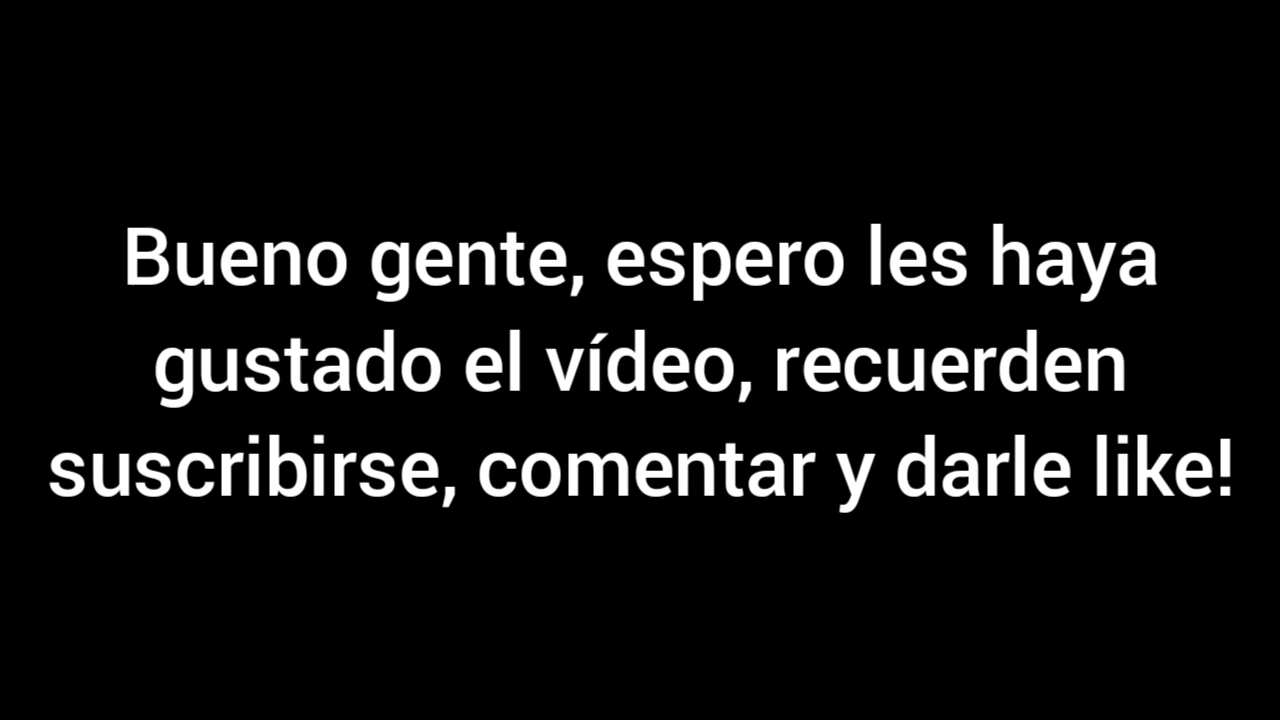 Bueno gente, espero les haya
gustado el vídeo, recuerden
suscribirse, comentar y darle like!